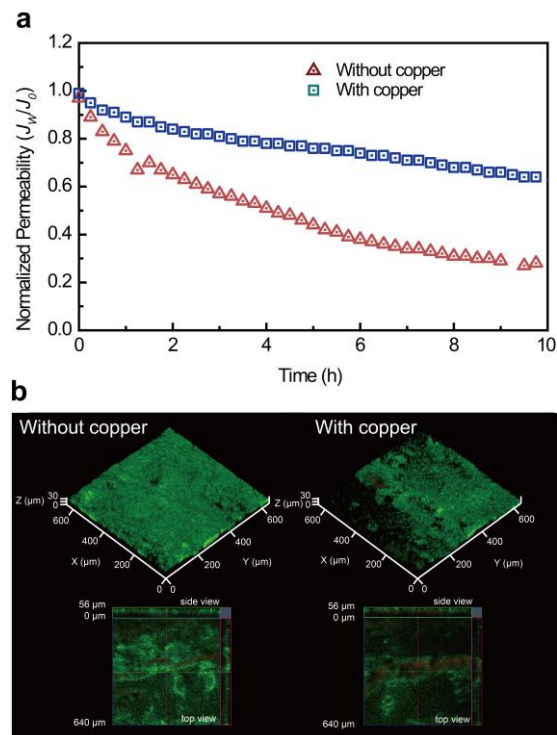 a
1.2
1.0
0.8
0.6
0.4
0.2
0.0
Normalized Permeability (J_W/J_0)
Without copper
With copper
0 2 4 6 8 10
Time (h)
b
Without copper
With copper
Z (μm) 30
0
600
400
200
0
X (μm)
0
200
400
600
Y (μm)
Z (μm) 30
0
600
400
200
0
X (μm)
0
200
400
600
Y (μm)
56 μm
0 μm
side view
640 μm
top view
56 μm
0 μm
side view
640 μm
top view